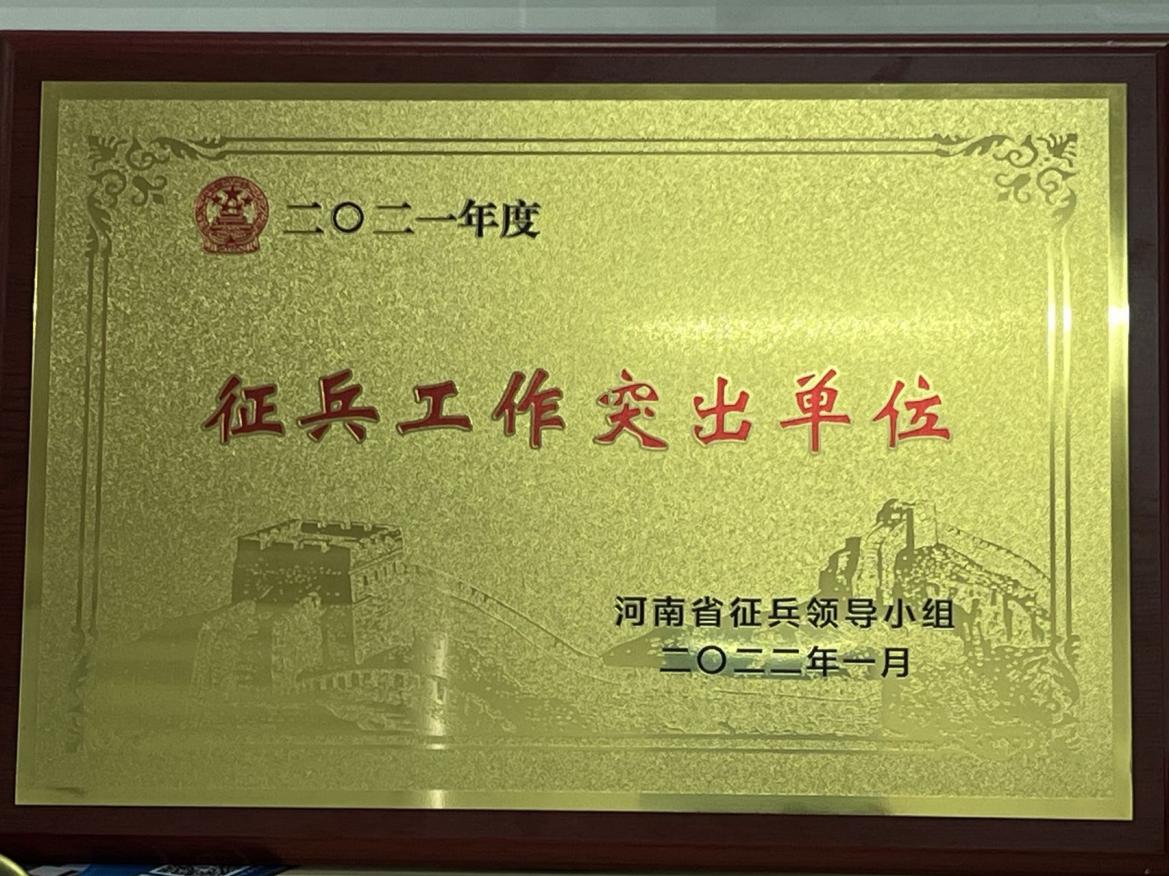 二〇二一年度
征兵工作突出单位
河南省征兵领导小组
二〇二二年一月